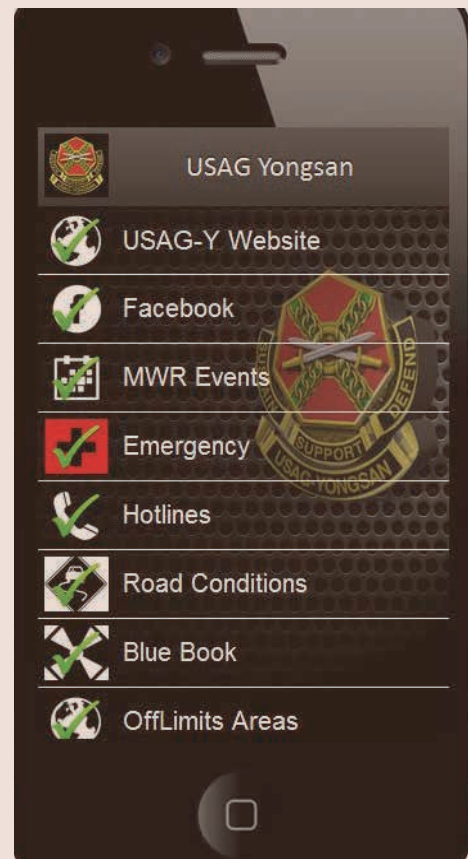 USAG Yongsan
USAG-Y Website
Facebook
MWR Events
Emergency
Hotlines
Road Conditions
Blue Book
OffLimits Areas
SUPPORT
DEFEND
USAG-YONGSAN